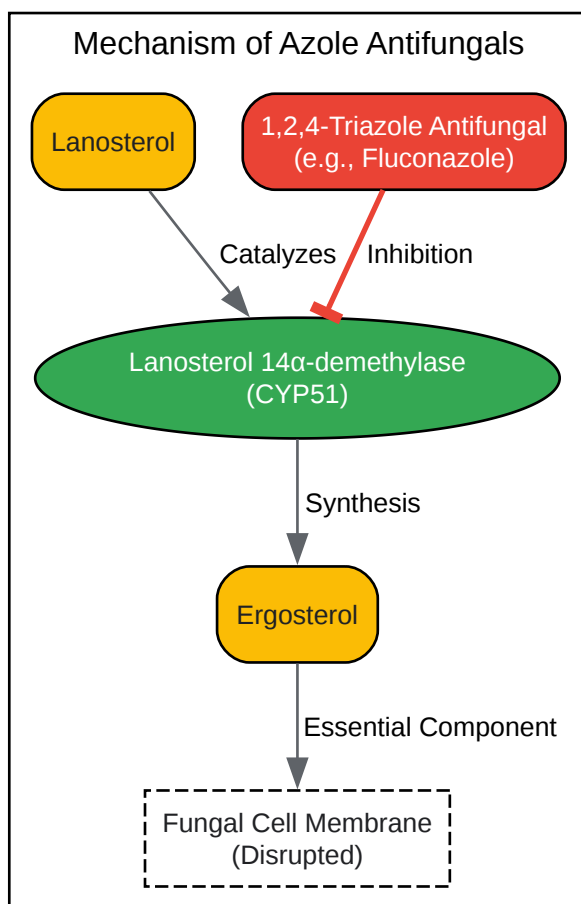 Mechanism of Azole Antifungals
Lanosterol
1,2,4-Triazole Antifungal
(e.g., Fluconazole)
Catalyzes
Inhibition
Lanosterol 14α-demethylase
(CYP51)
Synthesis
Ergosterol
Essential Component
Fungal Cell Membrane
(Disrupted)